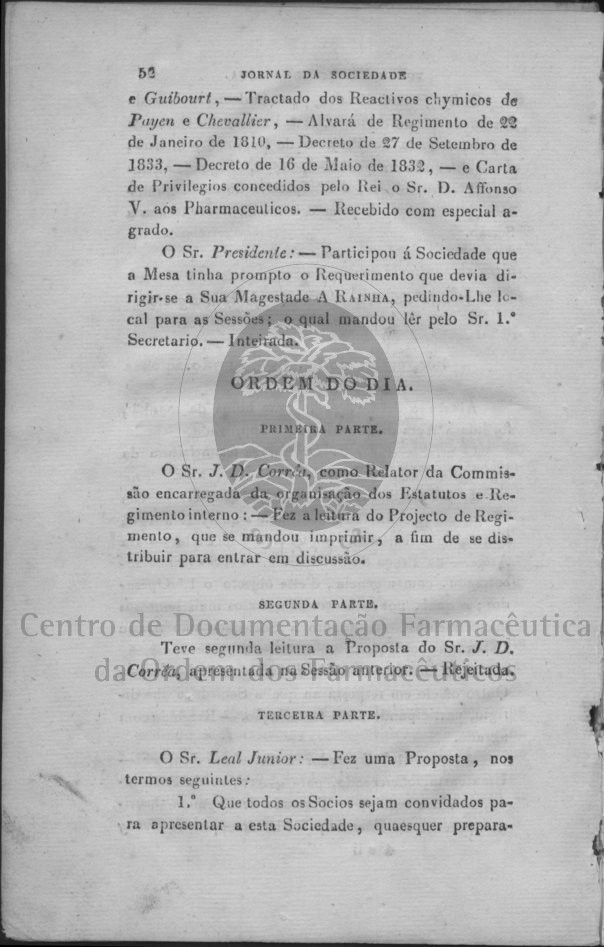 52 JORNAL DA SOCIEDADE
e Guibourt, — Tractado dos Reactivos chymicos de
Payen e Chevallier, — Alvará de Regimento de 22
de Janeiro de 1810, — Decreto de 27 de Setembro de
1833, — Decreto de 16 de Maio de 1832, — e Carta
de Privilegios concedidos pelo Rei o Sr. D. Affonso
V. aos Pharmaceuticos. — Recebido com especial a-
grado.
O Sr. Presidente: — Participou á Sociedade que
a Mesa tinha prompto o Requerimento que devia di-
rigir-se a Sua Magestade A RAINHA, pedindo-Lhe lo-
cal para as Sessões; o qual mandou lêr pelo Sr. 1.º
Secretario. — Inteirada.
ORDEM DO DIA.
PRIMEIRA PARTE.
O Sr. J. D. Corrêa, como Relator da Commis-
são encarregada da organisação dos Estatutos e Re-
gimento interno: — Fez a leitura do Projecto de Regi-
mento, que se mandou imprimir, a fim de se dis-
tribuir para entrar em discussão.
SEGUNDA PARTE.
Centro de Documentação Farmacêutica
Teve segunda leitura a Proposta do Sr. J. D.
Corrêa, apresentada na Sessão anterior. — Rejeitada.
da Ordem dos Farmacêuticos
TERCEIRA PARTE.
O Sr. Leal Junior: — Fez uma Proposta, nos
termos seguintes:
1.º Que todos os Socios sejam convidados pa-
ra apresentar a esta Sociedade, quaesquer prepara-